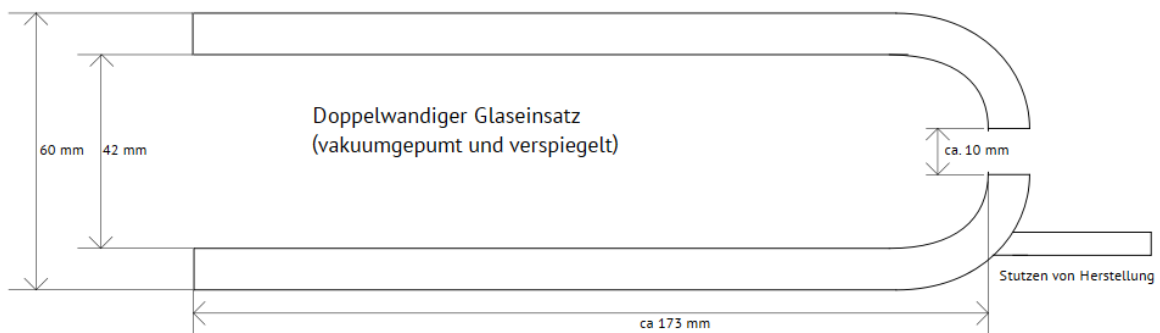 Doppelwandiger Glaseinsatz
(vakuumgepumt und verspiegelt)
60 mm
42 mm
ca. 10 mm
Stutzen von Herstellung
ca 173 mm